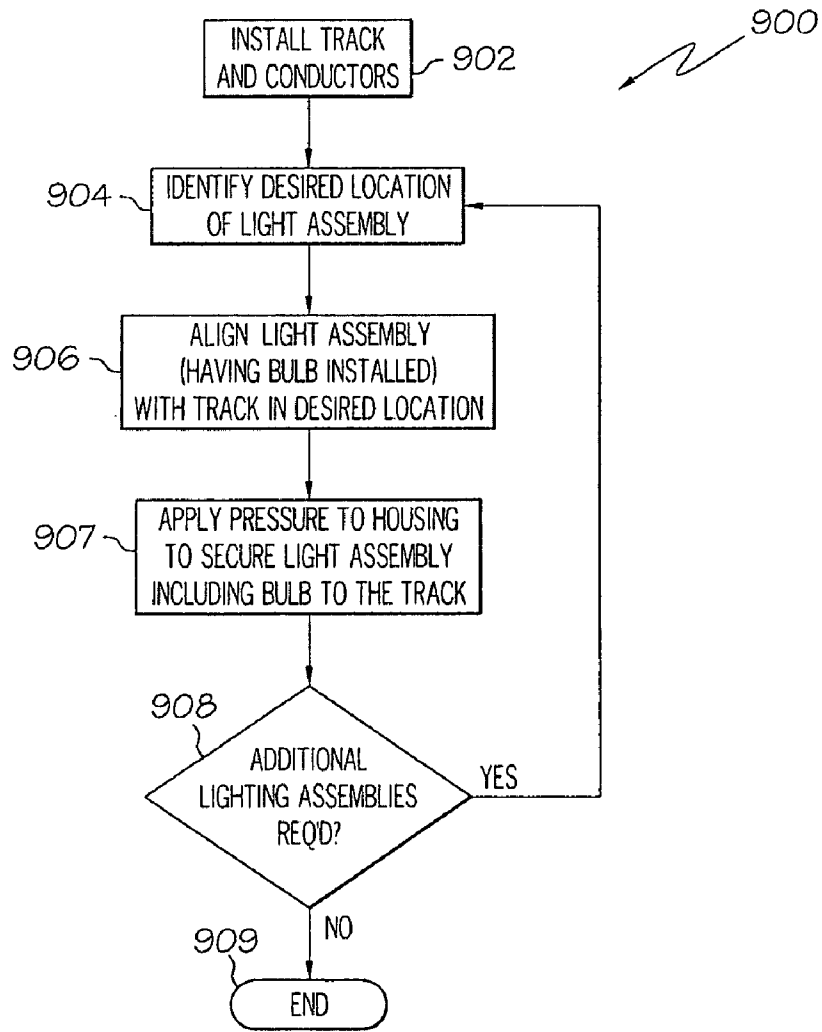 900
INSTALL TRACK
AND CONDUCTORS
902
904
IDENTIFY DESIRED LOCATION
OF LIGHT ASSEMBLY
906
ALIGN LIGHT ASSEMBLY
(HAVING BULB INSTALLED)
WITH TRACK IN DESIRED LOCATION
907
APPLY PRESSURE TO HOUSING
TO SECURE LIGHT ASSEMBLY
INCLUDING BULB TO THE TRACK
908
ADDITIONAL
LIGHTING ASSEMBLIES
REQ'D?
YES
NO
909
END